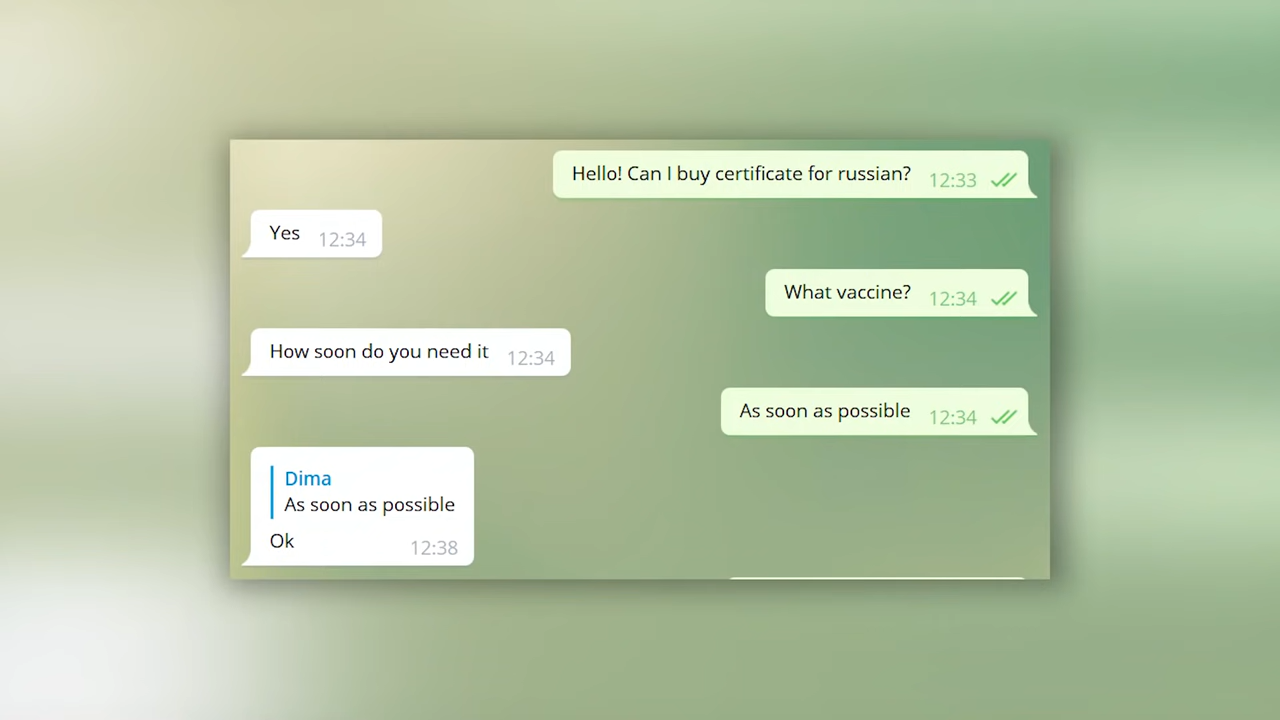 Hello! Can I buy certificate for russian? 12:33
Yes 12:34
What vaccine? 12:34
How soon do you need it 12:34
As soon as possible 12:34
Dima
As soon as possible
Ok 12:38